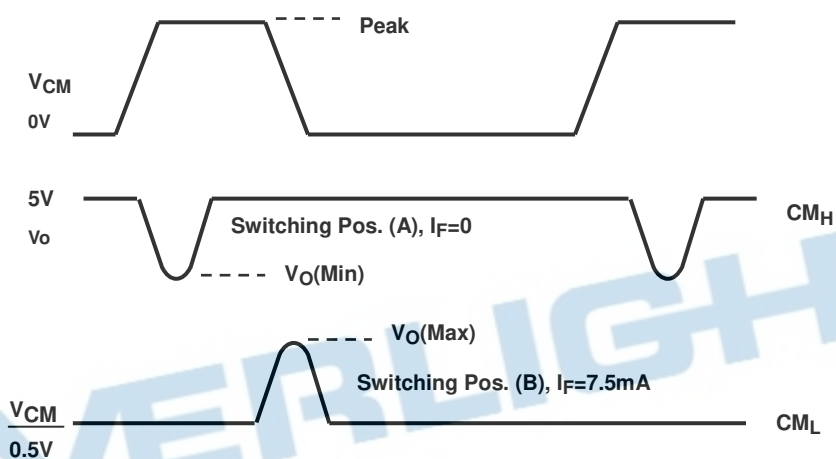 Peak
VCM
0V
5V
Vo
Switching Pos. (A), IF=0
CMH
VO(Min)
VO(Max)
Switching Pos. (B), IF=7.5mA
VCM
0.5V
CML
VERLIGH